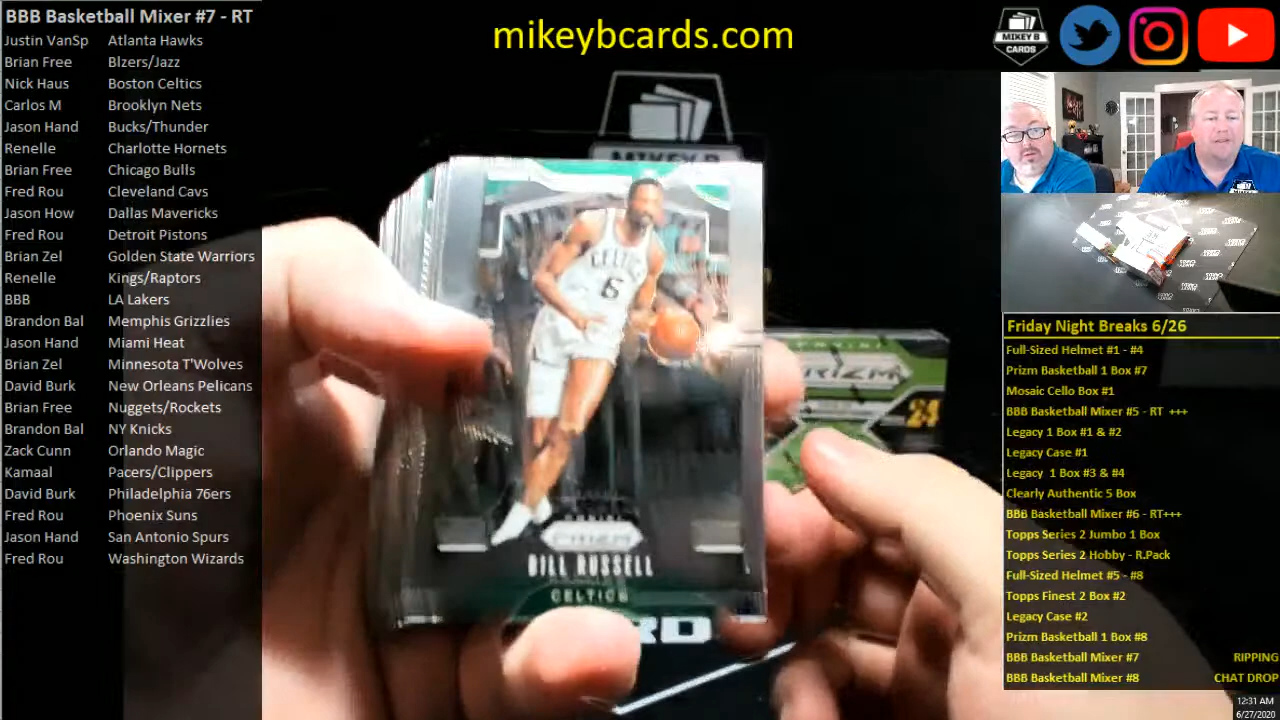 BBB Basketball Mixer #7 - RT
Justin VanSp Atlanta Hawks
Brian Free Blzers/Jazz
Nick Haus Boston Celtics
Carlos M Brooklyn Nets
Jason Hand Bucks/Thunder
Renelle Charlotte Hornets
Brian Free Chicago Bulls
Fred Rou Cleveland Cavs
Jason How Dallas Mavericks
Fred Rou Detroit Pistons
Brian Zel Golden State Warriors
Renelle Kings/Raptors
BBB LA Lakers
Brandon Bal Memphis Grizzlies
Jason Hand Miami Heat
Brian Zel Minnesota T'Wolves
David Burk New Orleans Pelicans
Brian Free Nuggets/Rockets
Brandon Bal NY Knicks
Zack Cunn Orlando Magic
Kamaal Pacers/Clippers
David Burk Philadelphia 76ers
Fred Rou Phoenix Suns
Jason Hand San Antonio Spurs
Fred Rou Washington Wizards
mikeybcards.com
MIKEY B
CARDS
MIKEY B
CELTICS
6
PRIZM
BILL RUSSELL
CELTICS
PRIZM
24
RD
Friday Night Breaks 6/26
Full-Sized Helmet #1 - #4
Prizm Basketball 1 Box #7
Mosaic Cello Box #1
BBB Basketball Mixer #5 - RT +++
Legacy 1 Box #1 & #2
Legacy Case #1
Legacy 1 Box #3 & #4
Clearly Authentic 5 Box
BBB Basketball Mixer #6 - RT+++
Topps Series 2 Jumbo 1 Box
Topps Series 2 Hobby - R.Pack
Full-Sized Helmet #5 - #8
Topps Finest 2 Box #2
Legacy Case #2
Prizm Basketball 1 Box #8
BBB Basketball Mixer #7 RIPPING
BBB Basketball Mixer #8 CHAT DROP
12:31 AM
6/27/2020